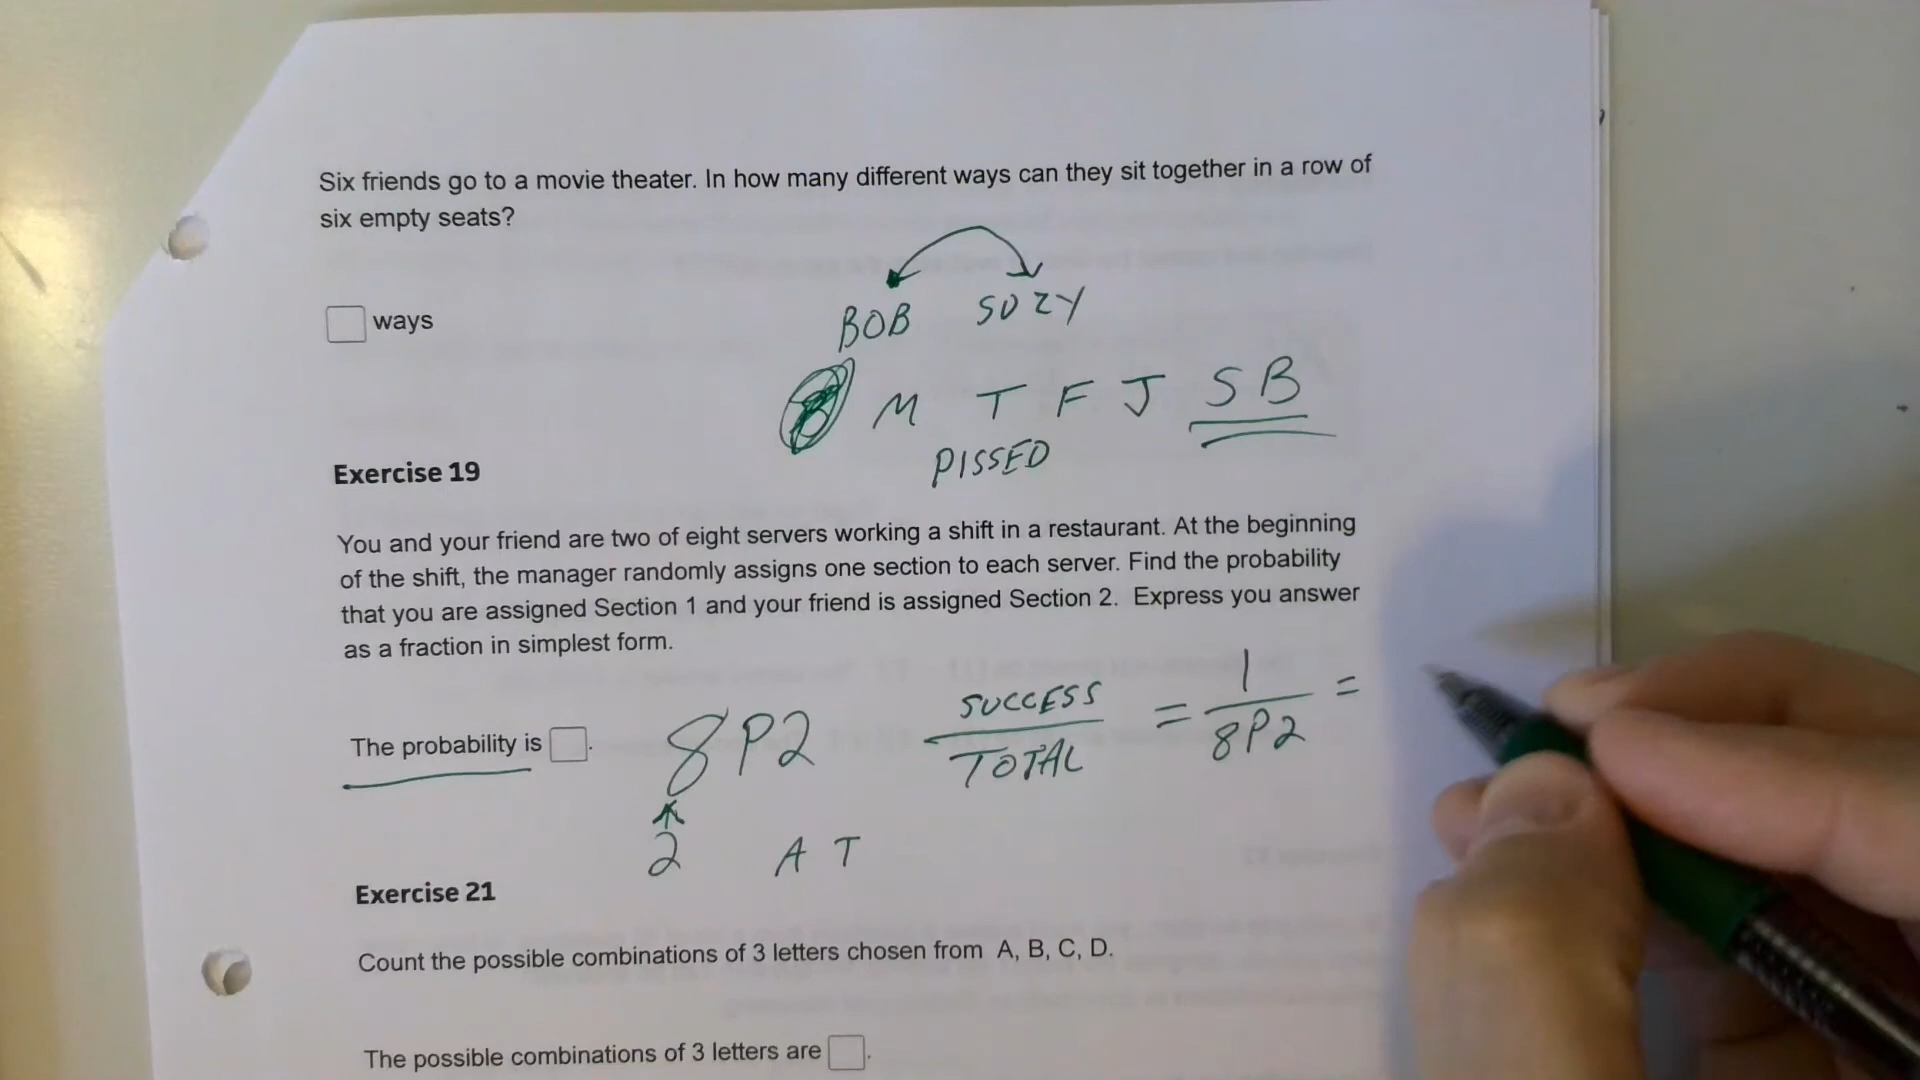 Six friends go to a movie theater. In how many different ways can they sit together in a row of
six empty seats?
ways
BOB SUZY
B M T F J S B
PISSED
Exercise 19
You and your friend are two of eight servers working a shift in a restaurant. At the beginning
of the shift, the manager randomly assigns one section to each server. Find the probability
that you are assigned Section 1 and your friend is assigned Section 2. Express you answer
as a fraction in simplest form.
The probability is .
8P2
2
A T
SUCCESS
TOTAL
= 1
8P2
=
Exercise 21
Count the possible combinations of 3 letters chosen from A, B, C, D.
The possible combinations of 3 letters are .